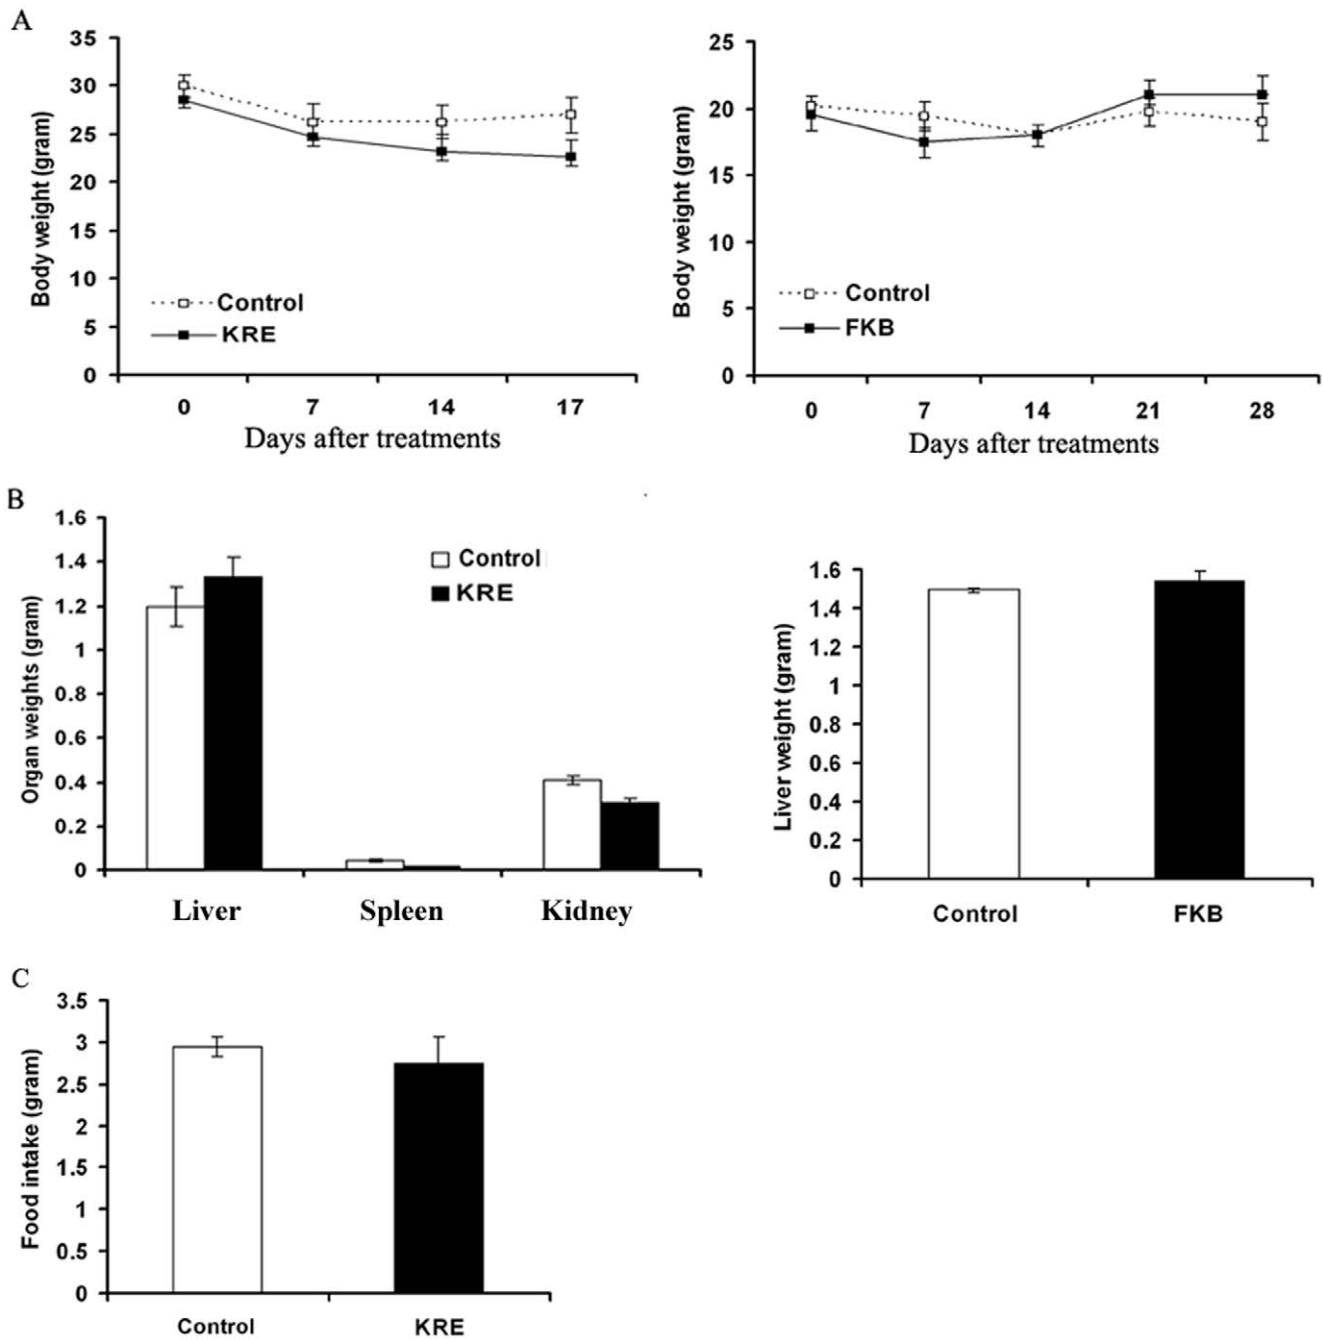 A
35
30
25
20
15
10
5
0
Body weight (gram)
Control
KRE
0 7 14 17
Days after treatments
25
20
15
10
5
0
Body weight (gram)
Control
FKB
0 7 14 21 28
Days after treatments
B
1.6
1.4
1.2
1
0.8
0.6
0.4
0.2
0
Organ weights (gram)
Control
KRE
Liver Spleen Kidney
1.6
1.4
1.2
1
0.8
0.6
0.4
0.2
0
Liver weight (gram)
Control FKB
C
3.5
3
2.5
2
1.5
1
0.5
0
Food intake (gram)
Control KRE